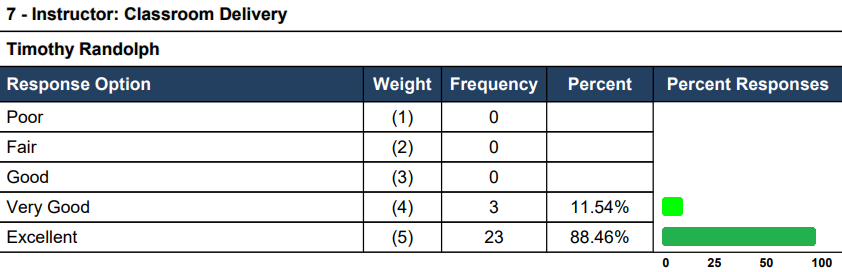 7 - Instructor: Classroom Delivery
Timothy Randolph
Response Option Weight Frequency Percent Percent Responses
Poor (1) 0
Fair (2) 0
Good (3) 0
Very Good (4) 3 11.54%
Excellent (5) 23 88.46%
0 25 50 100